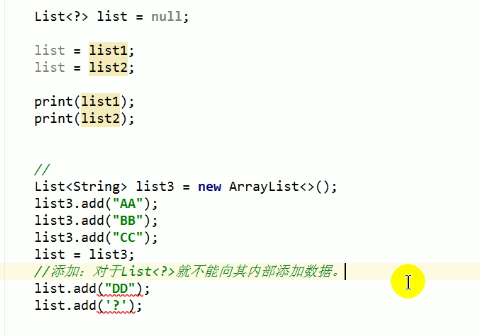 List<?> list = null;
list = list1;
list = list2;
print(list1);
print(list2);
//
List<String> list3 = new ArrayList<>();
list3.add("AA");
list3.add("BB");
list3.add("CC");
list = list3;
//添加：对于List<?>就不能向其内部添加数据。
list.add("DD");
list.add('?');